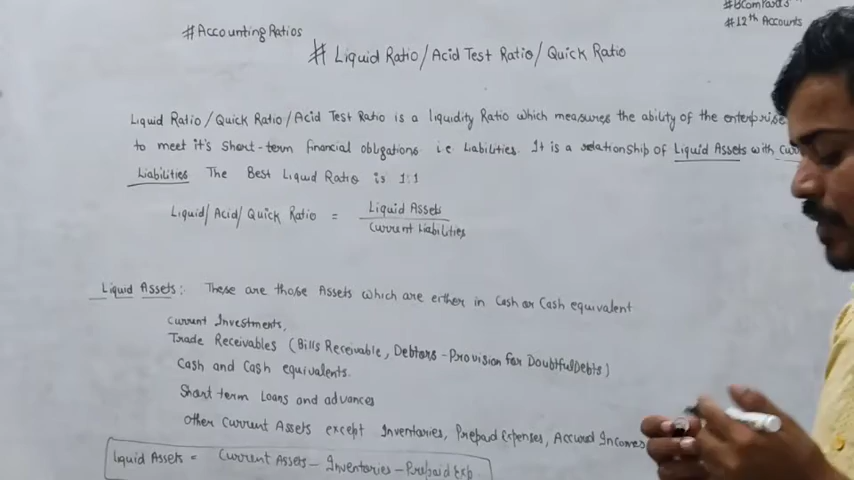 #BComPart3
#Accounting Ratios
#12th Accounts
# Liquid Ratio/Acid Test Ratio/Quick Ratio
Liquid Ratio/Quick Ratio/Acid Test Ratio is a liquidity Ratio which measures the ability of the enterprise
to meet it's short-term financial obligations i.e Liabilities. It is a relationship of Liquid Assets with
Liabilities The Best Liquid Ratio is 1:1
Liquid/Acid/Quick Ratio = Liquid Assets
Current Liabilities
Liquid Assets:- These are those Assets which are either in Cash or Cash equivalent
Current Investments,
Trade Receivables (Bills Receivable, Debtors - Provision for Doubtful Debts)
Cash and Cash equivalents.
Short term Loans and advances
Other Current Assets except Inventories, Prepaid Expenses, Accrued Incomes
Liquid Assets = Current Assets - Inventories - Prepaid Exp